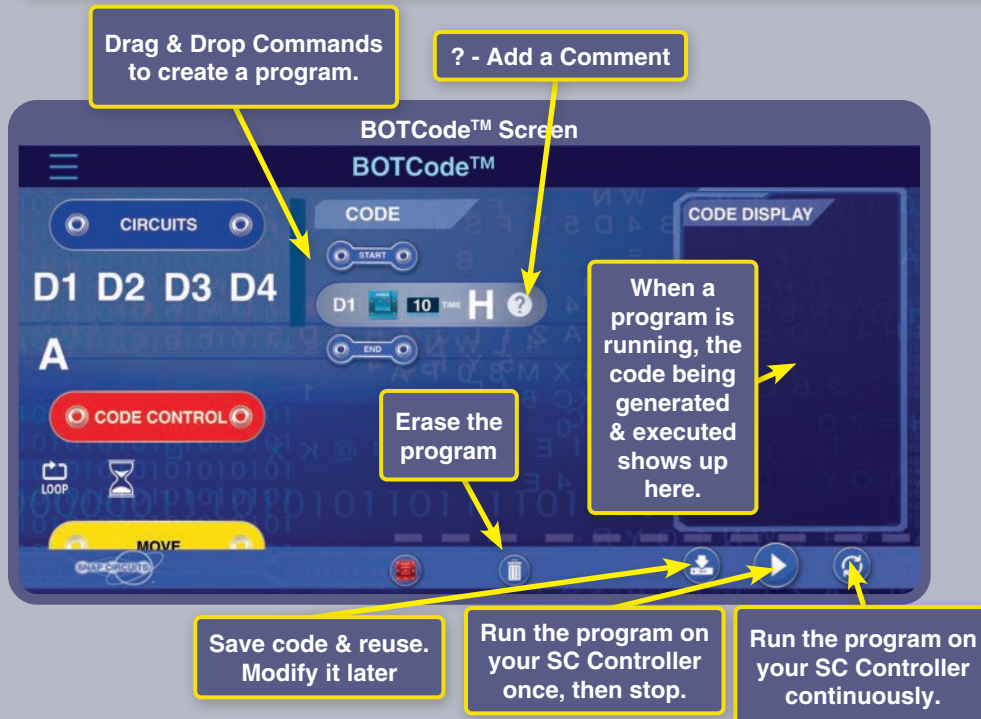 Drag & Drop Commands
to create a program.
? - Add a Comment
BOTCode™ Screen
BOTCode™
CIRCUITS
D1 D2 D3 D4
A
CODE CONTROL
LOOP
MOVE
SNAP CIRCUITS
CODE
START
D1 10 TIME H ?
END
CODE DISPLAY
When a
program is
running, the
code being
generated
& executed
shows up
here.
Erase the
program
Save code & reuse.
Modify it later
Run the program on
your SC Controller
once, then stop.
Run the program on
your SC Controller
continuously.